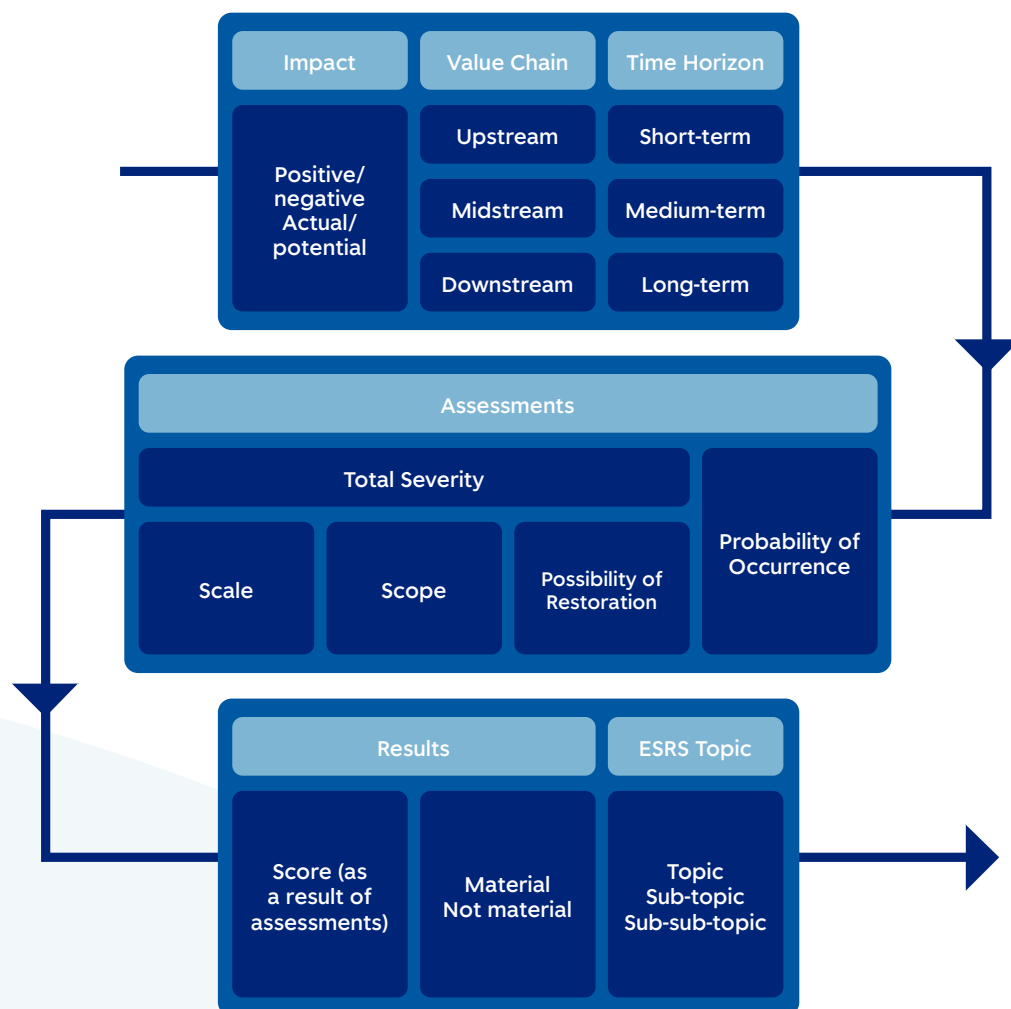 Impact
Value Chain
Time Horizon
Positive/
negative
Actual/
potential
Upstream
Short-term
Midstream
Medium-term
Downstream
Long-term
Assessments
Total Severity
Scale
Scope
Possibility of
Restoration
Probability of
Occurrence
Results
ESRS Topic
Score (as
a result of
assessments)
Material
Not material
Topic
Sub-topic
Sub-sub-topic